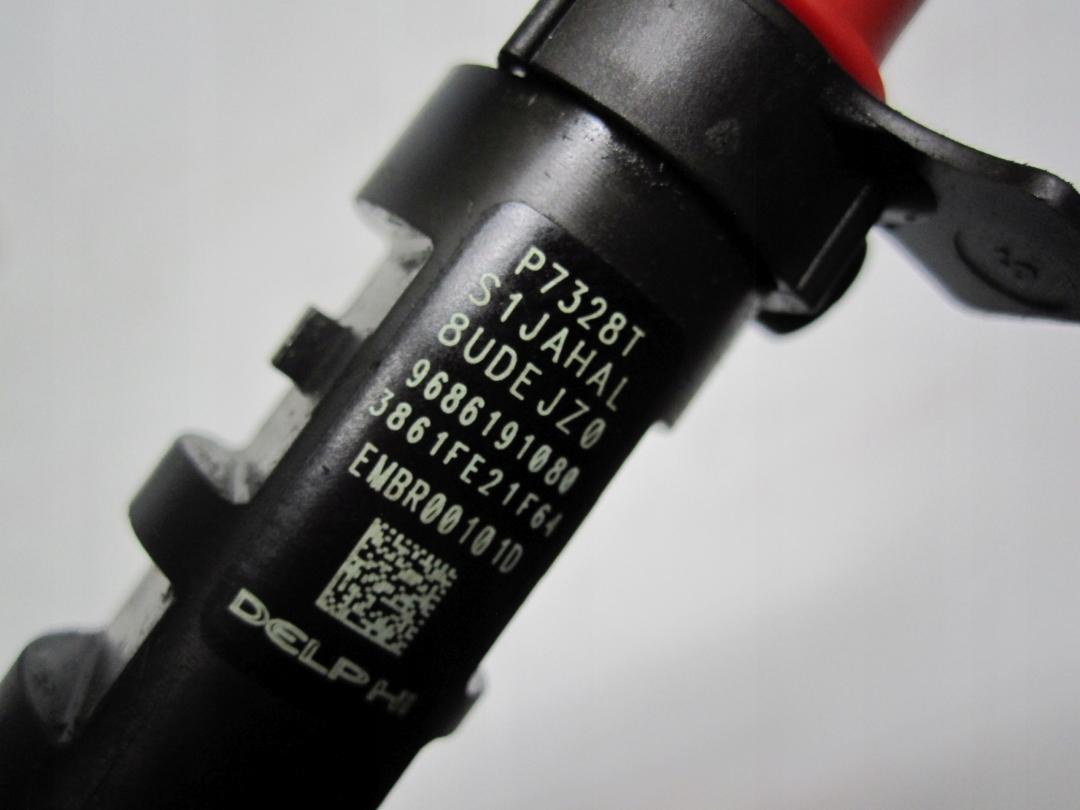 P7328T
S1JAHAL
8UDEJZ0
9686191080
3861FE21F64
EMBR00101D
DELPHI